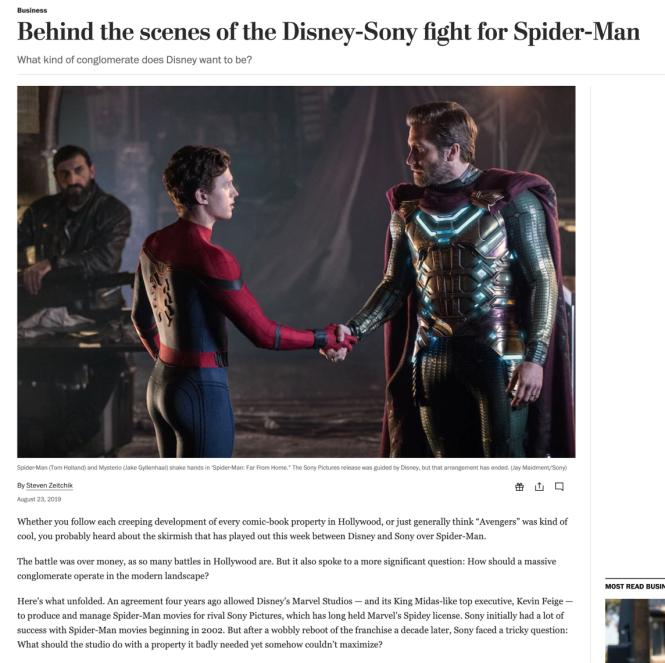 Business
Behind the scenes of the Disney-Sony fight for Spider-Man
What kind of conglomerate does Disney want to be?
Spider-Man (Tom Holland) and Mysterio (Jake Gyllenhaal) shake hands in 'Spider-Man: Far From Home." The Sony Pictures release was guided by Disney, but that arrangement has ended. (Jay Maidment/Sony)
By Steven Zeitchik
August 23, 2019
Whether you follow each creeping development of every comic-book property in Hollywood, or just generally think “Avengers” was kind of
cool, you probably heard about the skirmish that has played out this week between Disney and Sony over Spider-Man.
The battle was over money, as so many battles in Hollywood are. But it also spoke to a more significant question: How should a massive
conglomerate operate in the modern landscape?
Here’s what unfolded. An agreement four years ago allowed Disney’s Marvel Studios — and its King Midas-like top executive, Kevin Feige —
to produce and manage Spider-Man movies for rival Sony Pictures, which has long held Marvel’s Spidey license. Sony initially had a lot of
success with Spider-Man movies beginning in 2002. But after a wobbly reboot of the franchise a decade later, Sony faced a tricky question:
What should the studio do with a property it badly needed yet somehow couldn’t maximize?
MOST READ BUSIN